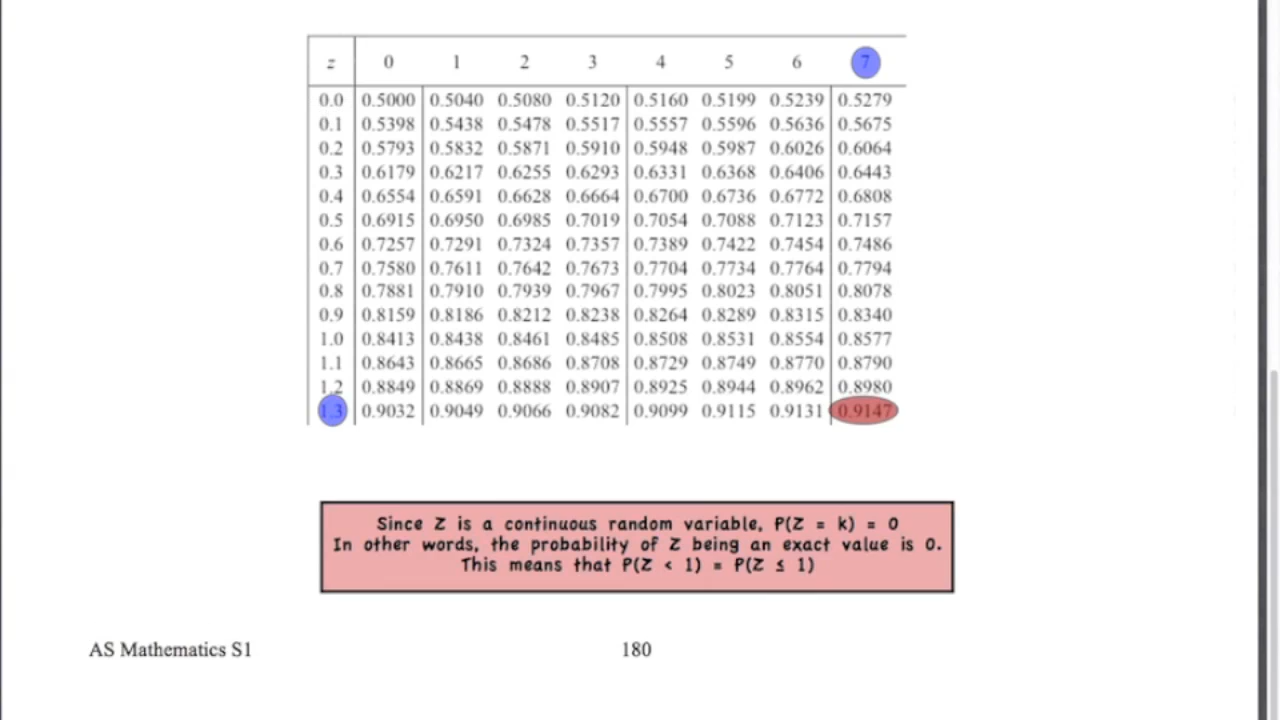 z 0 1 2 3 4 5 6 7
0.0 0.5000 0.5040 0.5080 0.5120 0.5160 0.5199 0.5239 0.5279
0.1 0.5398 0.5438 0.5478 0.5517 0.5557 0.5596 0.5636 0.5675
0.2 0.5793 0.5832 0.5871 0.5910 0.5948 0.5987 0.6026 0.6064
0.3 0.6179 0.6217 0.6255 0.6293 0.6331 0.6368 0.6406 0.6443
0.4 0.6554 0.6591 0.6628 0.6664 0.6700 0.6736 0.6772 0.6808
0.5 0.6915 0.6950 0.6985 0.7019 0.7054 0.7088 0.7123 0.7157
0.6 0.7257 0.7291 0.7324 0.7357 0.7389 0.7422 0.7454 0.7486
0.7 0.7580 0.7611 0.7642 0.7673 0.7704 0.7734 0.7764 0.7794
0.8 0.7881 0.7910 0.7939 0.7967 0.7995 0.8023 0.8051 0.8078
0.9 0.8159 0.8186 0.8212 0.8238 0.8264 0.8289 0.8315 0.8340
1.0 0.8413 0.8438 0.8461 0.8485 0.8508 0.8531 0.8554 0.8577
1.1 0.8643 0.8665 0.8686 0.8708 0.8729 0.8749 0.8770 0.8790
1.2 0.8849 0.8869 0.8888 0.8907 0.8925 0.8944 0.8962 0.8980
1.3 0.9032 0.9049 0.9066 0.9082 0.9099 0.9115 0.9131 0.9147
Since Z is a continuous random variable, P(Z = k) = 0
In other words, the probability of Z being an exact value is 0.
This means that P(Z < 1) = P(Z ≤ 1)
AS Mathematics S1 180